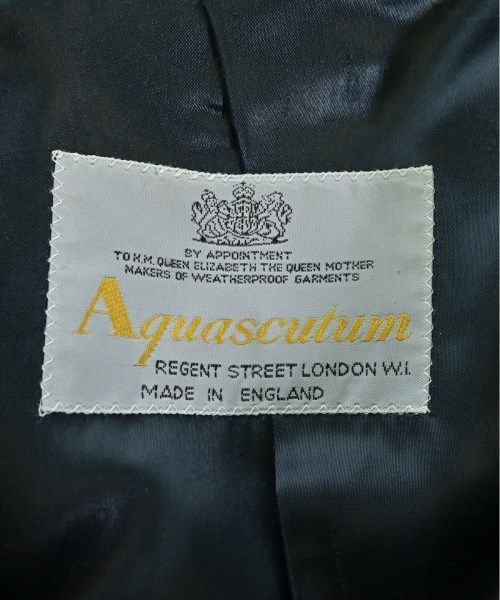 BY APPOINTMENT
TO H.M. QUEEN ELIZABETH THE QUEEN MOTHER
MAKERS OF WEATHERPROOF GARMENTS
Aquascutum
REGENT STREET LONDON W.I.
MADE IN ENGLAND